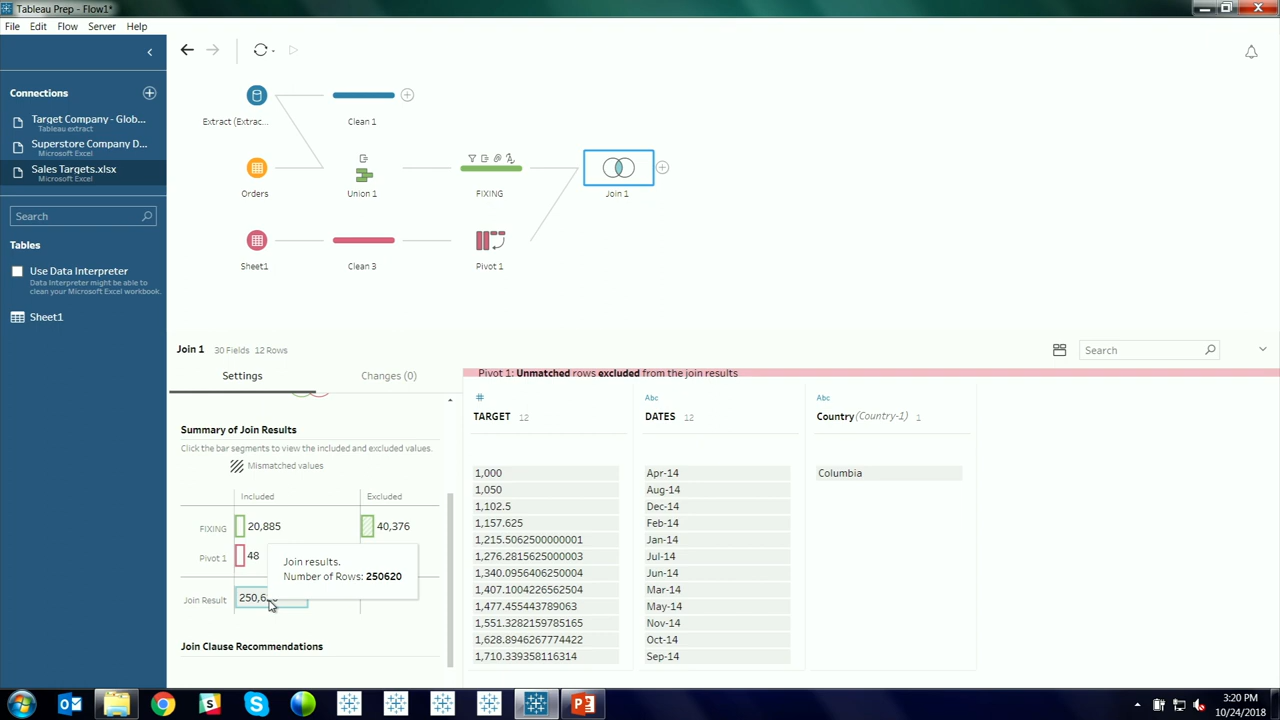 Tableau Prep - Flow1*
File Edit Flow Server Help
Connections
Target Company - Glob...
Tableau extract
Superstore Company D...
Microsoft Excel
Sales Targets.xlsx
Microsoft Excel
Search
Tables
Use Data Interpreter
Data Interpreter might be able to
clean your Microsoft Excel workbook.
Sheet1
Extract (Extrac...
Clean 1
Orders
Union 1
FIXING
Join 1
Sheet1
Clean 3
Pivot 1
Join 1 30 Fields 12 Rows
Search
Settings
Changes (0)
Summary of Join Results
Click the bar segments to view the included and excluded values.
Mismatched values
Included Excluded
FIXING 20,885 40,376
Pivot 1 48
Join results.
Number of Rows: 250620
Join Result 250,6
Join Clause Recommendations
Pivot 1: Unmatched rows excluded from the join results
# Abc Abc
TARGET 12 DATES 12 Country (Country-1) 1
1,000 Apr-14 Columbia
1,050 Aug-14
1,102.5 Dec-14
1,157.625 Feb-14
1,215.5062500000001 Jan-14
1,276.2815625000003 Jul-14
1,340.0956406250004 Jun-14
1,407.1004226562504 Mar-14
1,477.455443789063 May-14
1,551.3282159785165 Nov-14
1,628.8946267774422 Oct-14
1,710.339358116314 Sep-14
3:20 PM
10/24/2018